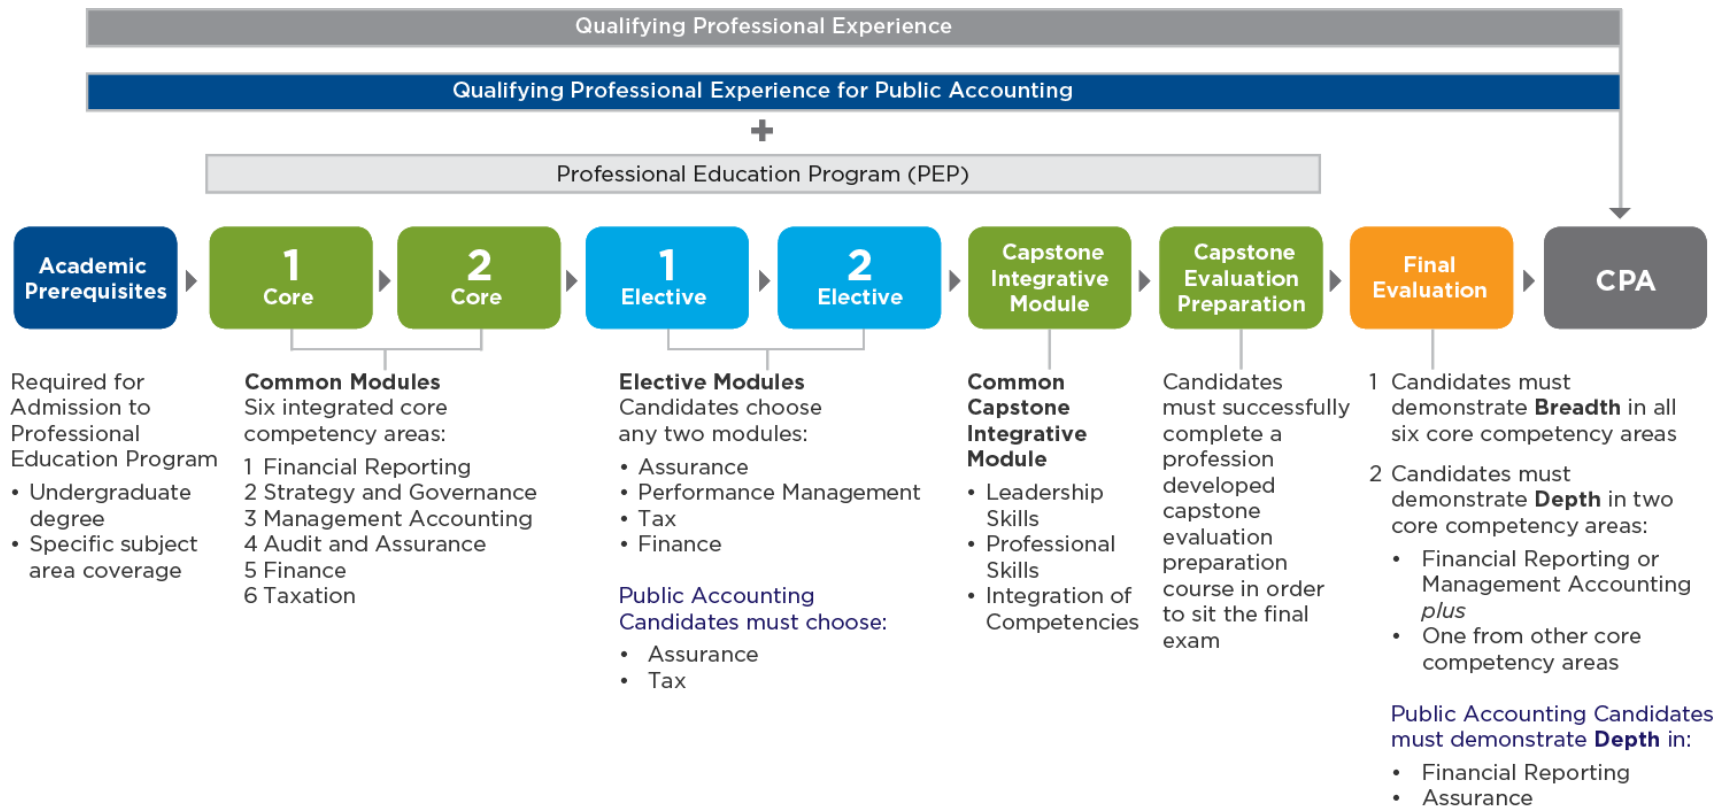 Qualifying Professional Experience
Qualifying Professional Experience for Public Accounting
+
Professional Education Program (PEP)
Academic
Prerequisites
1
Core
2
Core
1
Elective
2
Elective
Capstone
Integrative
Module
Capstone
Evaluation
Preparation
Final
Evaluation
CPA
Required for
Admission to
Professional
Education Program
• Undergraduate
degree
• Specific subject
area coverage
Common Modules
Six integrated core
competency areas:
1 Financial Reporting
2 Strategy and Governance
3 Management Accounting
4 Audit and Assurance
5 Finance
6 Taxation
Elective Modules
Candidates choose
any two modules:
• Assurance
• Performance Management
• Tax
• Finance
Public Accounting
Candidates must choose:
• Assurance
• Tax
Common
Capstone
Integrative
Module
• Leadership
Skills
• Professional
Skills
• Integration of
Competencies
Candidates
must successfully
complete a
profession
developed
capstone
evaluation
preparation
course in order
to sit the final
exam
1 Candidates must
demonstrate Breadth in all
six core competency areas
2 Candidates must
demonstrate Depth in two
core competency areas:
• Financial Reporting or
Management Accounting
plus
• One from other core
competency areas
Public Accounting Candidates
must demonstrate Depth in:
• Financial Reporting
• Assurance